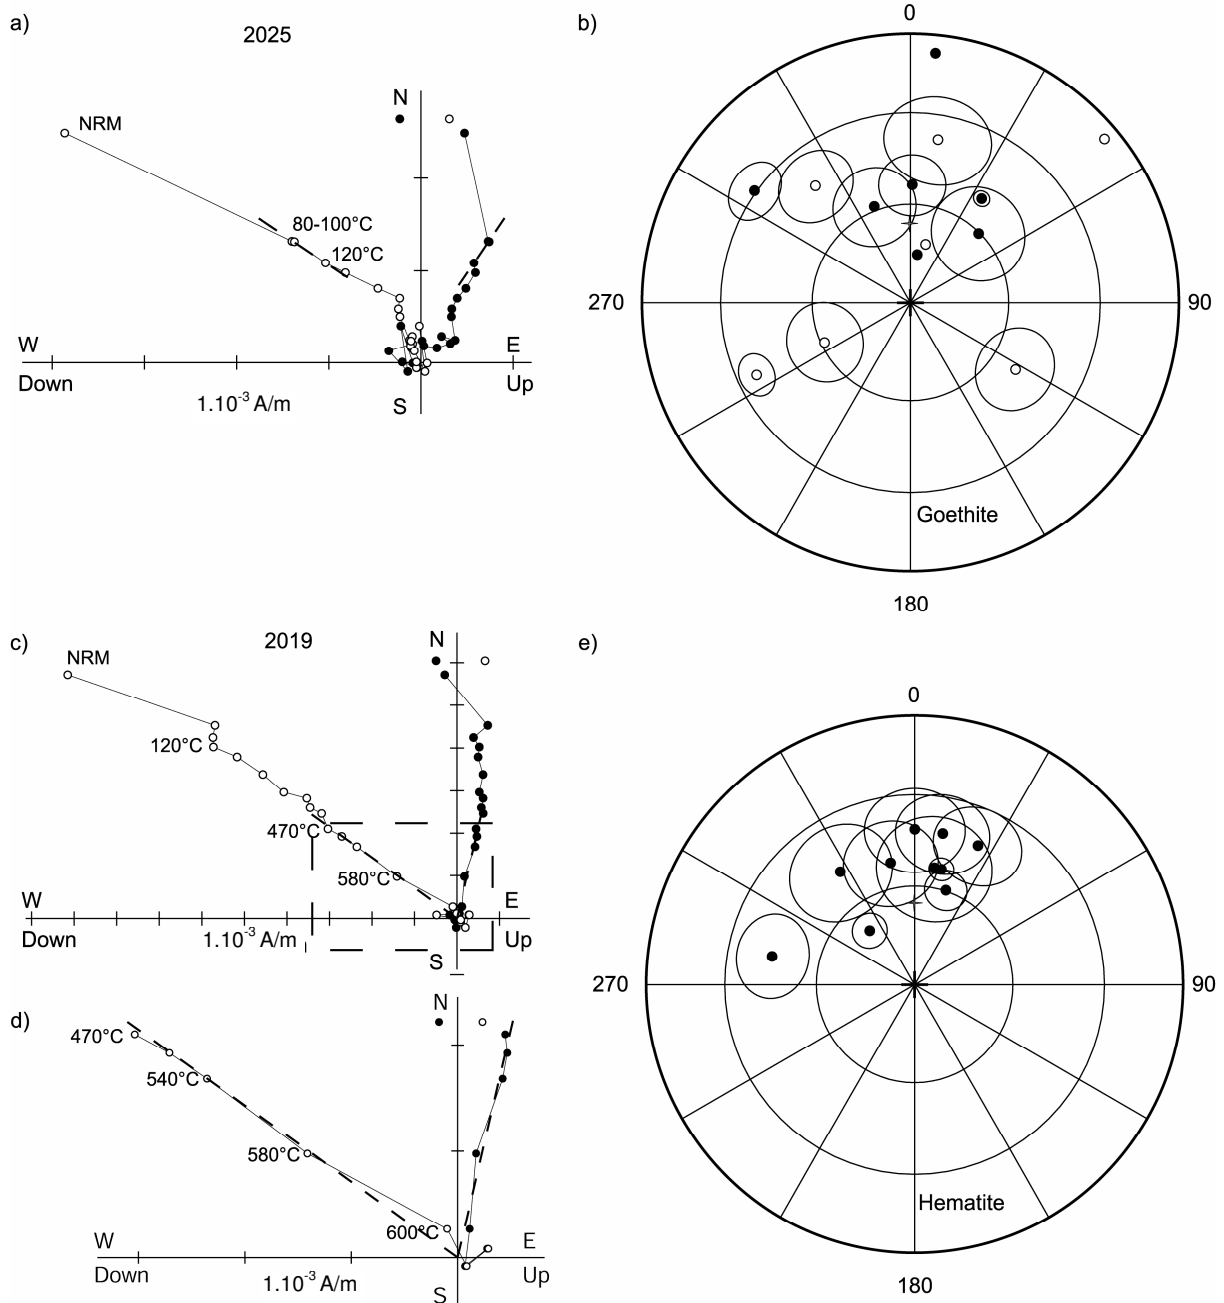 a)
2025
N
NRM
80-100°C
120°C
W
E
Down
Up
1.10⁻³ A/m
S
b)
0
270
90
Goethite
180
c)
2019
N
NRM
120°C
470°C
580°C
W
E
Down
Up
1.10⁻³ A/m
S
d)
N
470°C
540°C
580°C
600°C
W
E
Down
Up
1.10⁻³ A/m
S
e)
0
270
90
Hematite
180